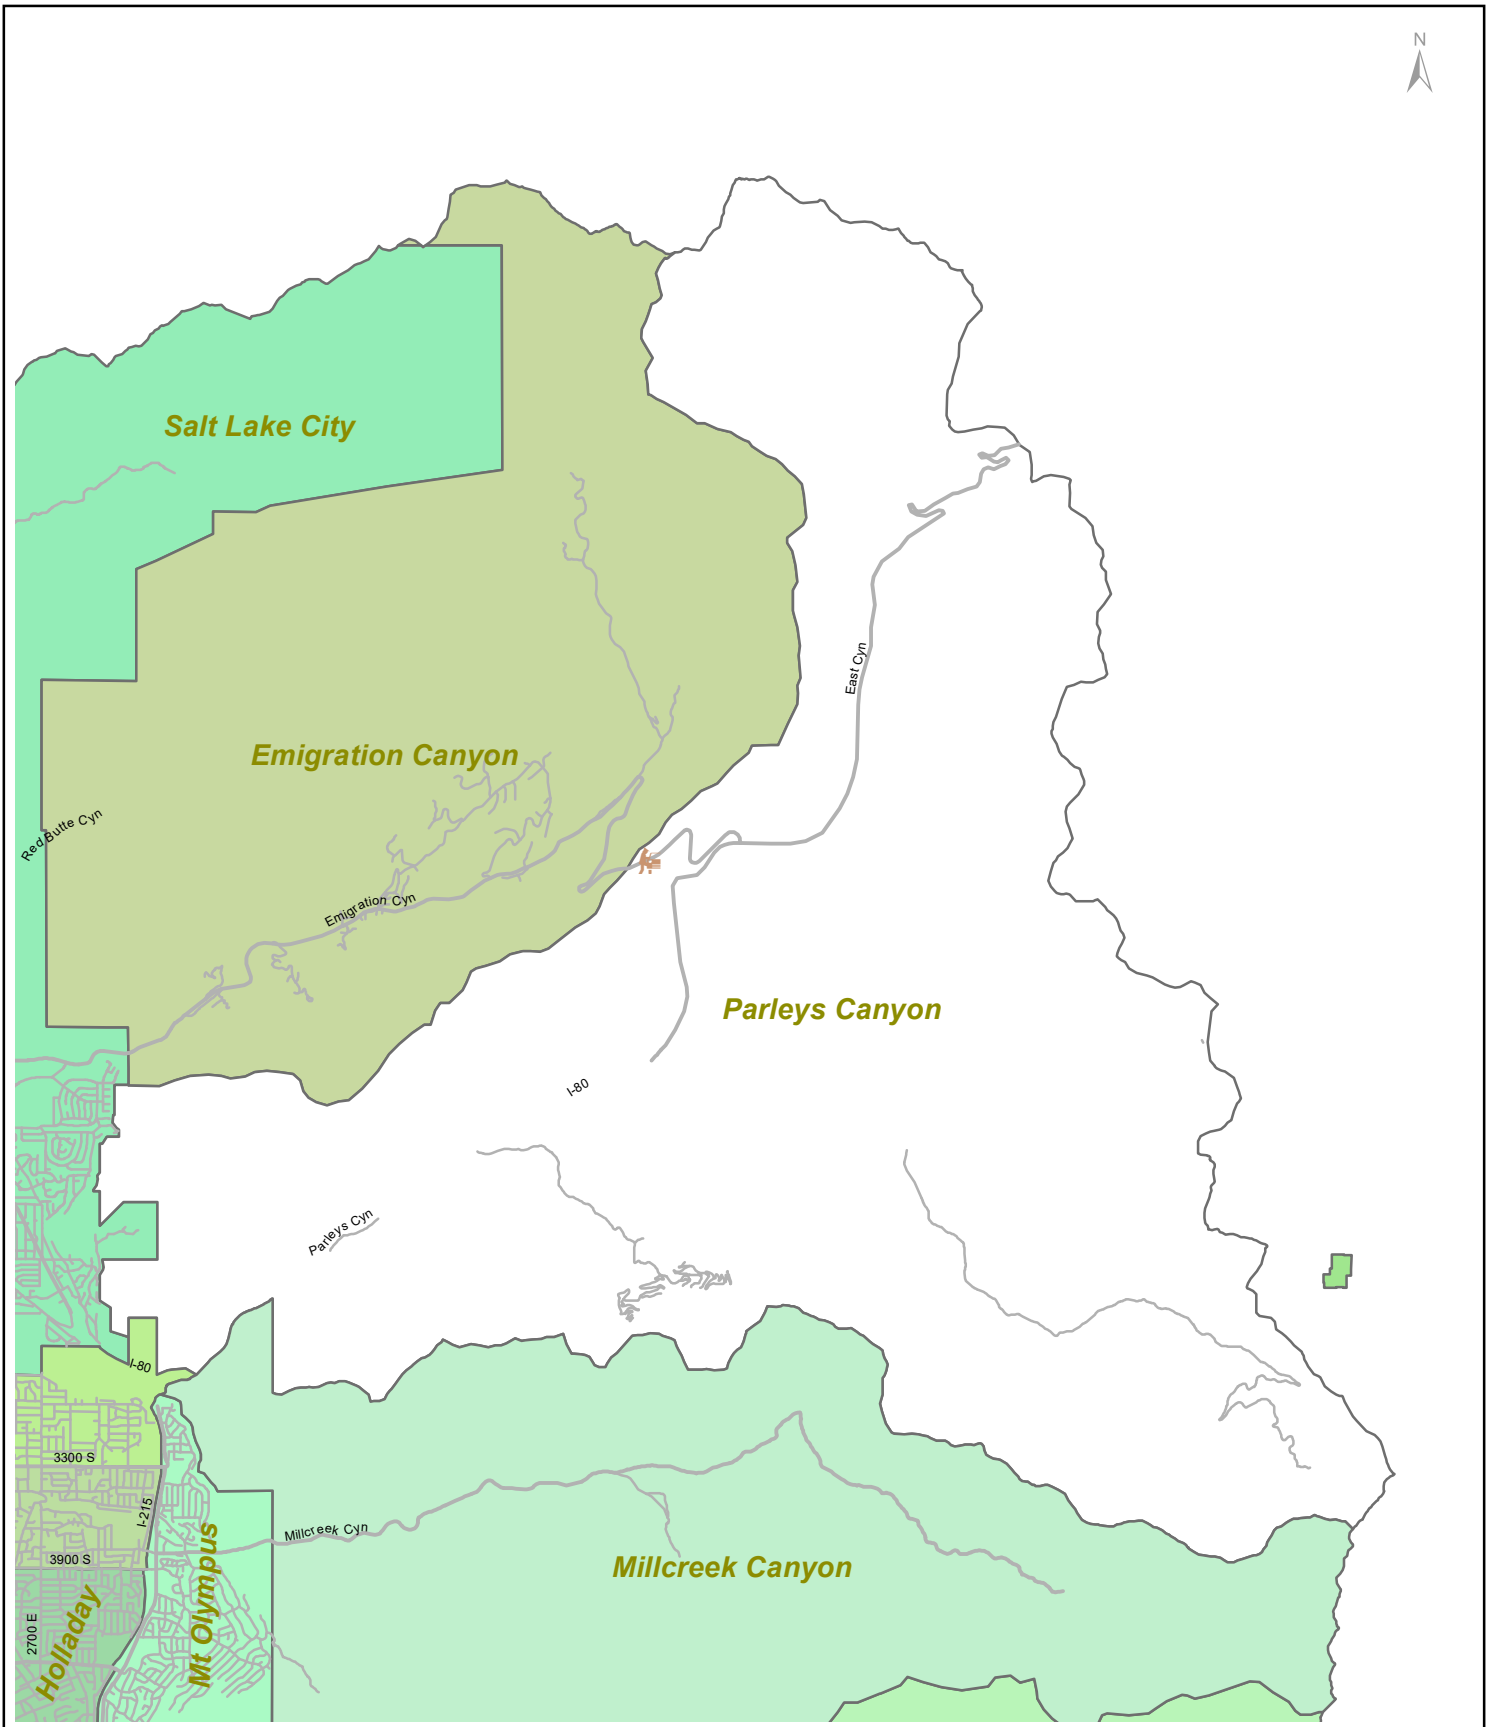 N
Salt Lake City
East Cyn
Emigration Canyon
Red Butte Cyn
Emigration Cyn
Parleys Canyon
I-80
Parleys Cyn
I-80
3300 S
I-215
Millcreek Cyn
3900 S
Millcreek Canyon
Mt Olympus
Holladay
2700 E